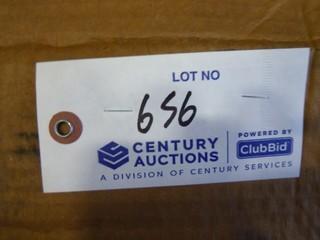 LOT NO
656
CENTURY AUCTIONS
POWERED BY
ClubBid
A DIVISION OF CENTURY SERVICES